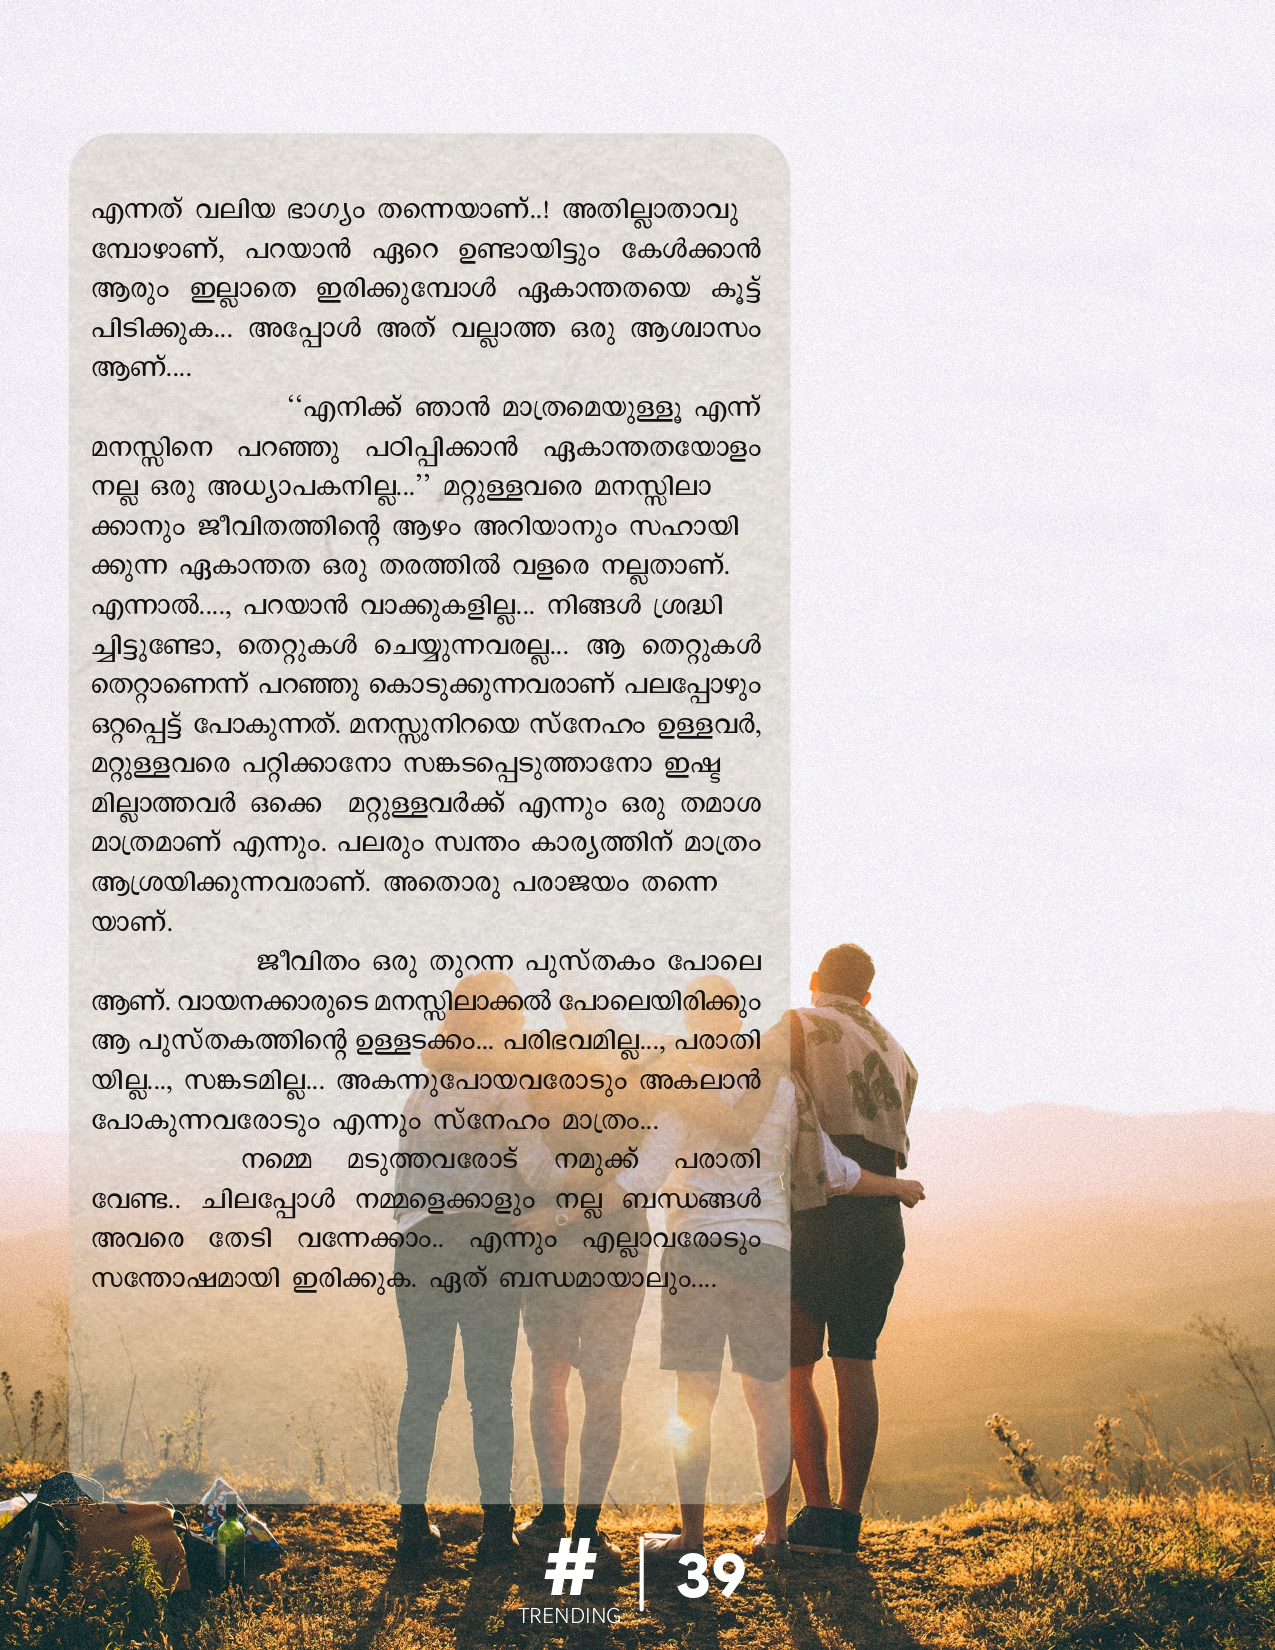 എന്നത് വലിയ ഭാഗ്യം തന്നെയാണ്..! അതില്ലാതാവു
മ്പോഴാണ്, പറയാൻ ഏറെ ഉണ്ടായിട്ടും കേൾക്കാൻ
ആരും ഇല്ലാതെ ഇരിക്കുമ്പോൾ ഏകാന്തതയെ കൂട്ട്
പിടിക്കുക... അപ്പോൾ അത് വല്ലാത്ത ഒരു ആശ്വാസം
ആണ്....
‘‘എനിക്ക് ഞാൻ മാത്രമെയുള്ളൂ എന്ന്
മനസ്സിനെ പറഞ്ഞു പഠിപ്പിക്കാൻ ഏകാന്തതയോളം
നല്ല ഒരു അധ്യാപകനില്ല...’’ മറ്റുള്ളവരെ മനസ്സിലാ
ക്കാനും ജീവിതത്തിന്റെ ആഴം അറിയാനും സഹായി
ക്കുന്ന ഏകാന്തത ഒരു തരത്തിൽ വളരെ നല്ലതാണ്.
എന്നാൽ...., പറയാൻ വാക്കുകളില്ല... നിങ്ങൾ ശ്രദ്ധി
ച്ചിട്ടുണ്ടോ, തെറ്റുകൾ ചെയ്യുന്നവരല്ല... ആ തെറ്റുകൾ
തെറ്റാണെന്ന് പറഞ്ഞു കൊടുക്കുന്നവരാണ് പലപ്പോഴും
ഒറ്റപ്പെട്ട് പോകുന്നത്. മനസ്സുനിറയെ സ്നേഹം ഉള്ളവർ,
മറ്റുള്ളവരെ പറ്റിക്കാനോ സങ്കടപ്പെടുത്താനോ ഇഷ്ട
മില്ലാത്തവർ ഒക്കെ മറ്റുള്ളവർക്ക് എന്നും ഒരു തമാശ
മാത്രമാണ് എന്നും. പലരും സ്വന്തം കാര്യത്തിന് മാത്രം
ആശ്രയിക്കുന്നവരാണ്. അതൊരു പരാജയം തന്നെ
യാണ്.
ജീവിതം ഒരു തുറന്ന പുസ്തകം പോലെ
ആണ്. വായനക്കാരുടെ മനസ്സിലാക്കൽ പോലെയിരിക്കും
ആ പുസ്തകത്തിന്റെ ഉള്ളടക്കം... പരിഭവമില്ല..., പരാതി
യില്ല..., സങ്കടമില്ല... അകന്നുപോയവരോടും അകലാൻ
പോകുന്നവരോടും എന്നും സ്നേഹം മാത്രം...
നമ്മെ മടുത്തവരോട് നമുക്ക് പരാതി
വേണ്ട.. ചിലപ്പോൾ നമ്മളെക്കാളും നല്ല ബന്ധങ്ങൾ
അവരെ തേടി വന്നേക്കാം.. എന്നും എല്ലാവരോടും
സന്തോഷമായി ഇരിക്കുക. ഏത് ബന്ധമായാലും....
# | 39
TRENDING